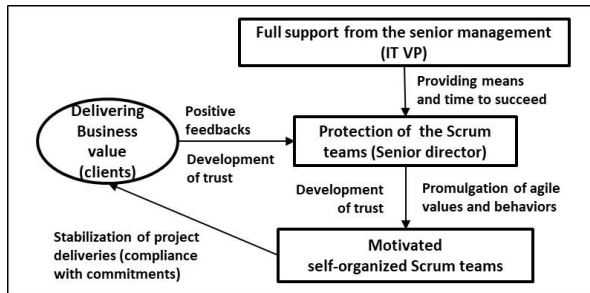 Full support from the senior management
(IT VP)
Providing means
and time to succeed
Delivering
Business
value
(clients)
Positive
feedbacks
Development
of trust
Protection of the Scrum
teams (Senior director)
Development
of trust
Promulgation of agile
values and behaviors
Stabilization of project
deliveries (compliance
with commitments)
Motivated
self-organized Scrum teams